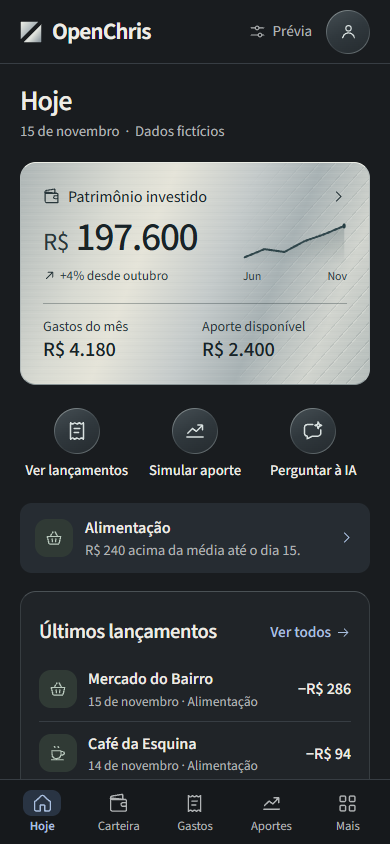 OpenChris
Prévia
Hoje
15 de novembro · Dados fictícios
Patrimônio investido
R$ 197.600
+4% desde outubro
Jun
Nov
Gastos do mês
Aporte disponível
R$ 4.180
R$ 2.400
Ver lançamentos
Simular aporte
Perguntar à IA
Alimentação
R$ 240 acima da média até o dia 15.
Últimos lançamentos
Ver todos
Mercado do Bairro
−R$ 286
15 de novembro · Alimentação
Café da Esquina
−R$ 94
14 de novembro · Alimentação
Hoje
Carteira
Gastos
Aportes
Mais